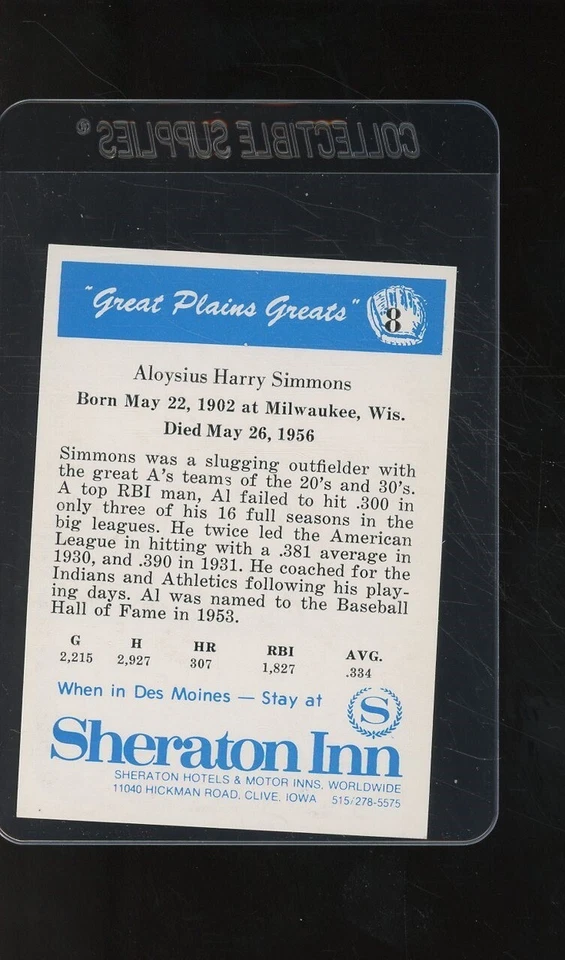 COLLECTIBLE SUPPLIES®
"Great Plains Greats" 8
Aloysius Harry Simmons
Born May 22, 1902 at Milwaukee, Wis.
Died May 26, 1956
Simmons was a slugging outfielder with
the great A's teams of the 20's and 30's.
A top RBI man, Al failed to hit .300 in
only three of his 16 full seasons in the
big leagues. He twice led the American
League in hitting with a .381 average in
1930, and .390 in 1931. He coached for the
Indians and Athletics following his play-
ing days. Al was named to the Baseball
Hall of Fame in 1953.
G H HR RBI AVG.
2,215 2,927 307 1,827 .334
When in Des Moines — Stay at
S
Sheraton Inn
SHERATON HOTELS & MOTOR INNS, WORLDWIDE
11040 HICKMAN ROAD, CLIVE, IOWA 515/278-5575